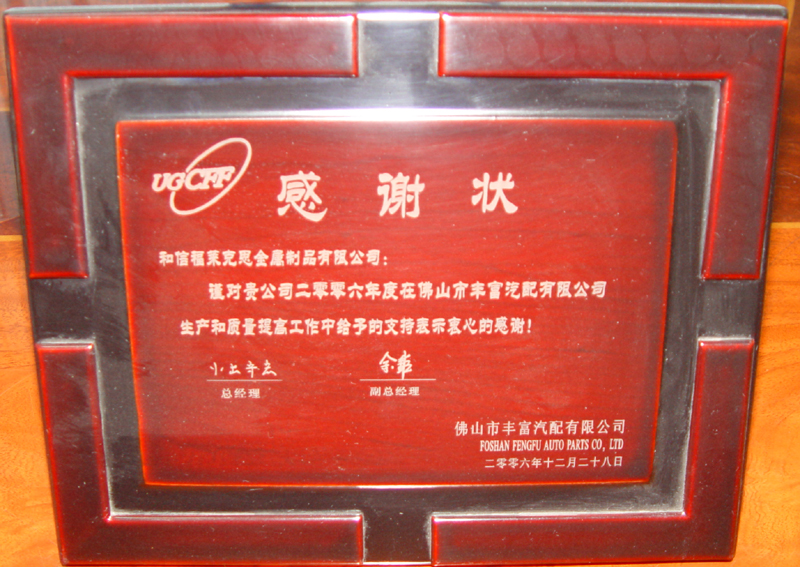 UGCFF
感谢状
和信福莱克思金属制品有限公司：
谨对贵公司二零零六年度在佛山市丰富汽配有限公司
生产和质量提高工作中给予的支持表示衷心的感谢！
总经理
副总经理
佛山市丰富汽配有限公司
FOSHAN FENGFU AUTO PARTS CO., LTD
二零零六年十二月二十八日